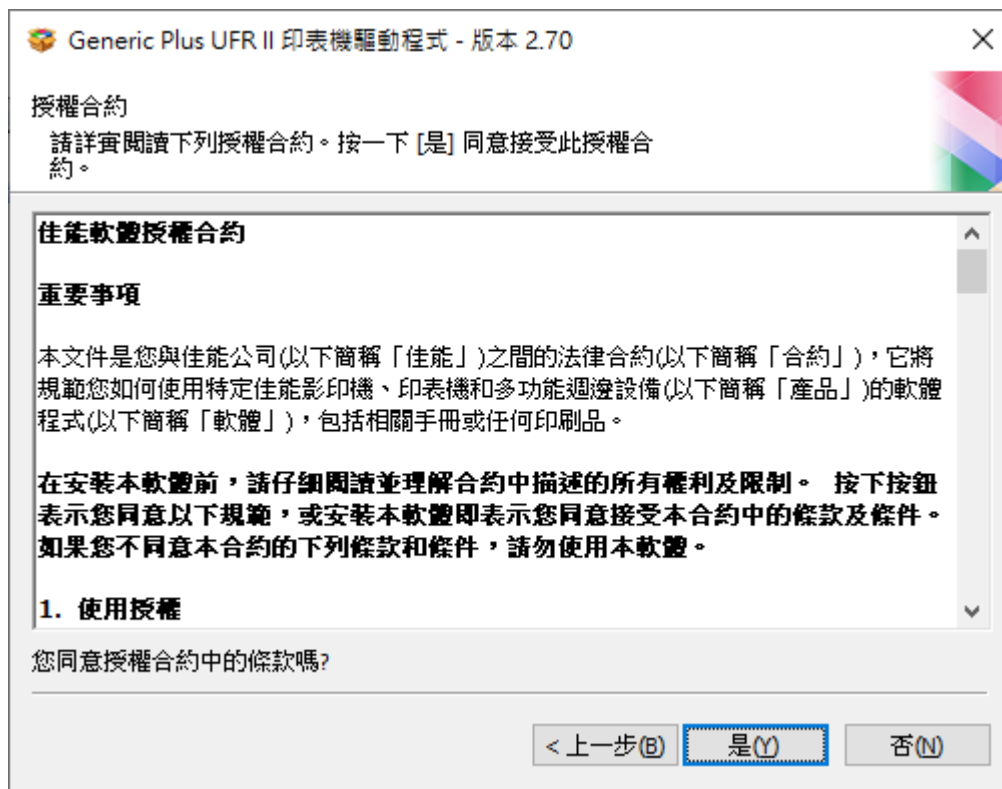 Generic Plus UFR II 印表機驅動程式 - 版本 2.70
授權合約
請詳實閱讀下列授權合約。按一下 [是] 同意接受此授權合
約。
佳能軟體授權合約
重要事項
本文件是您與佳能公司(以下簡稱「佳能」)之間的法律合約(以下簡稱「合約」)，它將
規範您如何使用特定佳能影印機、印表機和多功能週邊設備(以下簡稱「產品」)的軟體
程式(以下簡稱「軟體」)，包括相關手冊或任何印刷品。
在安裝本軟體前，請仔細閱讀並理解合約中描述的所有權利及限制。 按下按鈕
表示您同意以下規範，或安裝本軟體即表示您同意接受本合約中的條款及條件。
如果您不同意本合約的下列條款和條件，請勿使用本軟體。
1. 使用授權
您同意授權合約中的條款嗎?
< 上一步(B) 是(Y) 否(N)